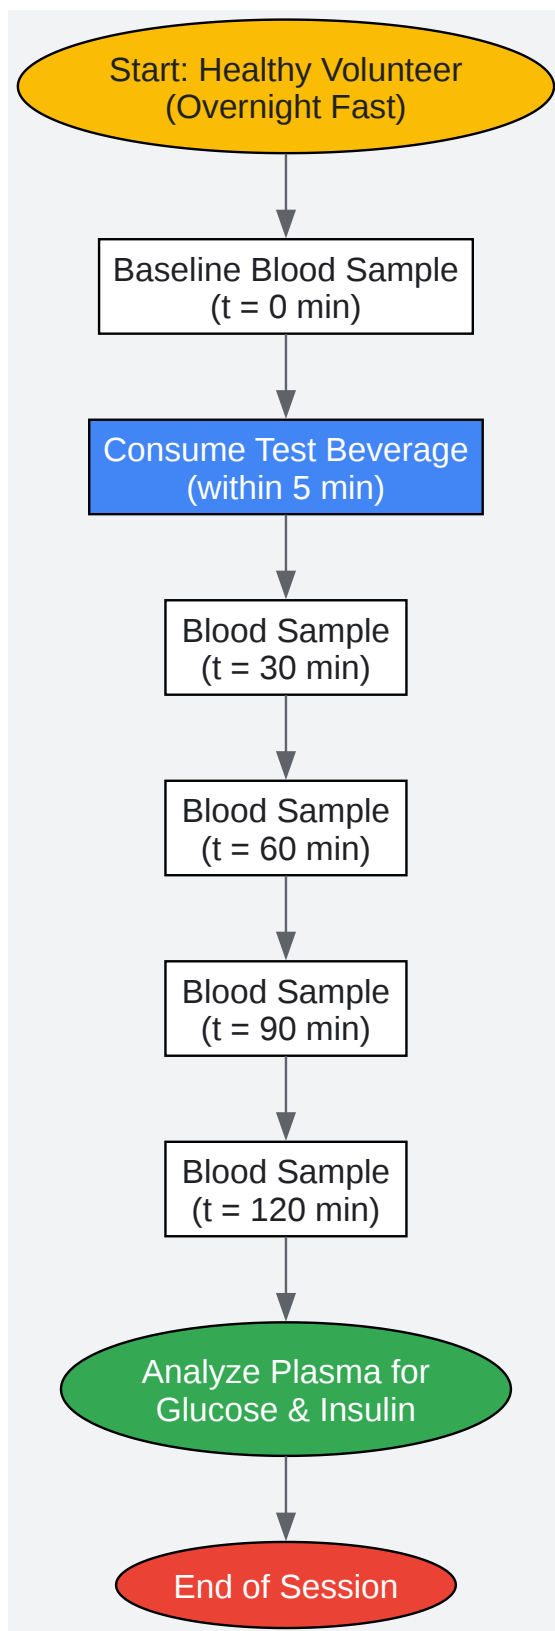 Start: Healthy Volunteer
(Overnight Fast)
Baseline Blood Sample
(t = 0 min)
Consume Test Beverage
(within 5 min)
Blood Sample
(t = 30 min)
Blood Sample
(t = 60 min)
Blood Sample
(t = 90 min)
Blood Sample
(t = 120 min)
Analyze Plasma for
Glucose & Insulin
End of Session